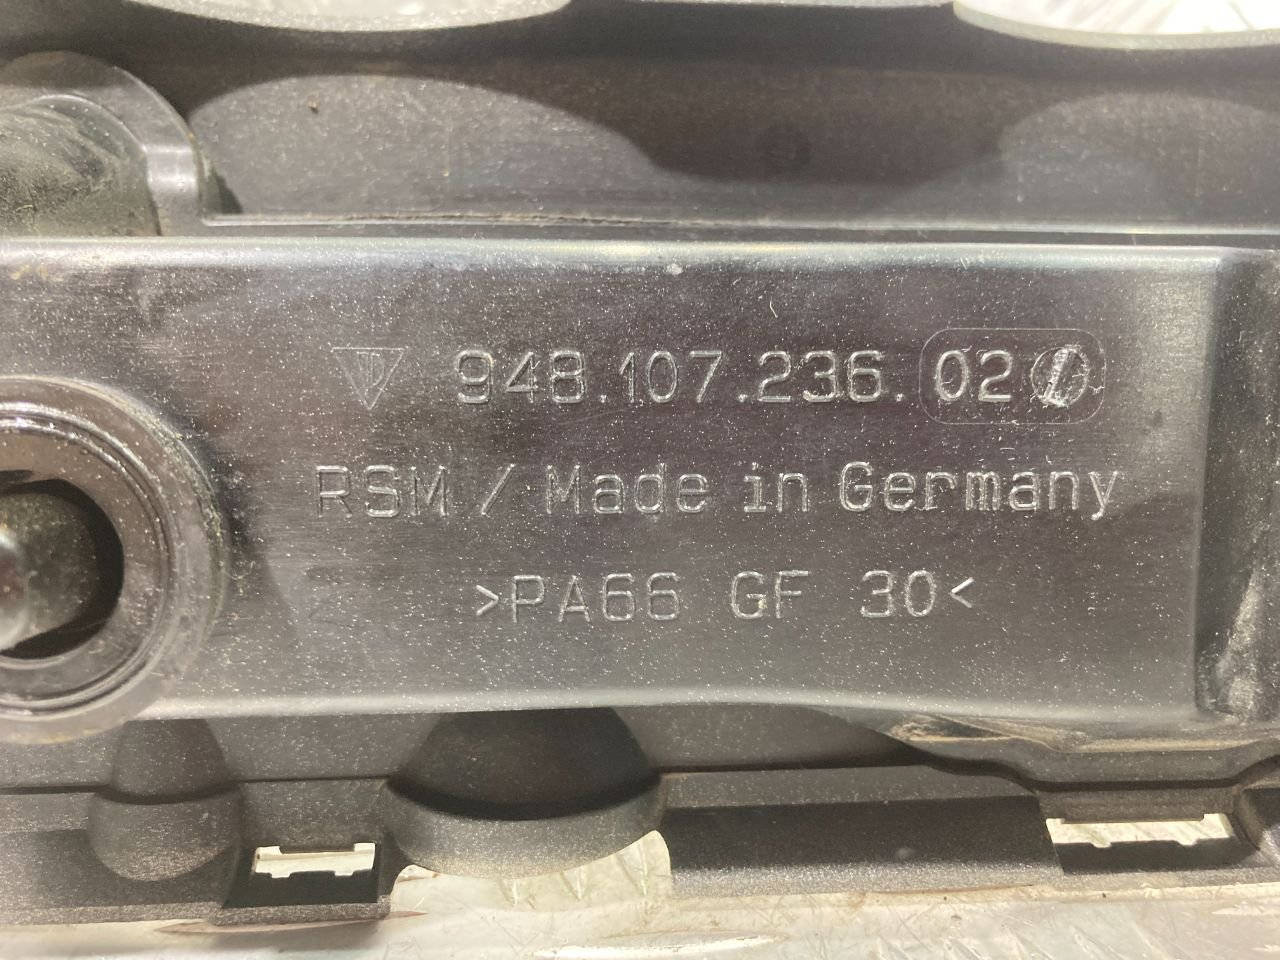 948.107.236.02
RSM / Made in Germany
>PA66 GF 30<